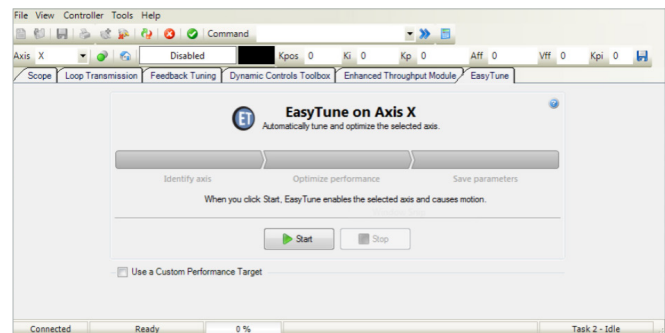 File View Controller Tools Help
Command
Axis X Disabled Kpos 0 Ki 0 Kp 0 Aff 0 Vff 0 Kpi 0
Scope Loop Transmission Feedback Tuning Dynamic Controls Toolbox Enhanced Throughput Module EasyTune
ET EasyTune on Axis X
Automatically tune and optimize the selected axis.
Identify axis Optimize performance Save parameters
When you click Start, EasyTune enables the selected axis and causes motion.
Start Stop
Use a Custom Performance Target
Connected Ready 0 % Task 2 - Idle